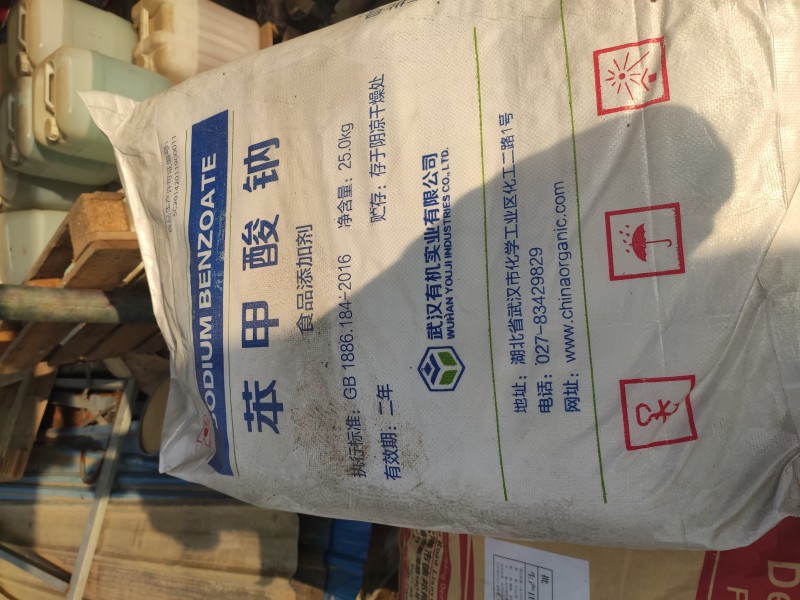 SODIUM BENZOATE
苯甲酸钠
食品添加剂
执行标准：GB 1886.184-2016
净含量：25.0kg
有效期：二年
贮存：存于阴凉干燥处
武汉有机实业有限公司
WUHAN YOUJI INDUSTRIES CO., LTD.
地址：湖北省武汉市化学工业区化工二路1号
电话：027-83429829
网址：www.chinaorganic.com